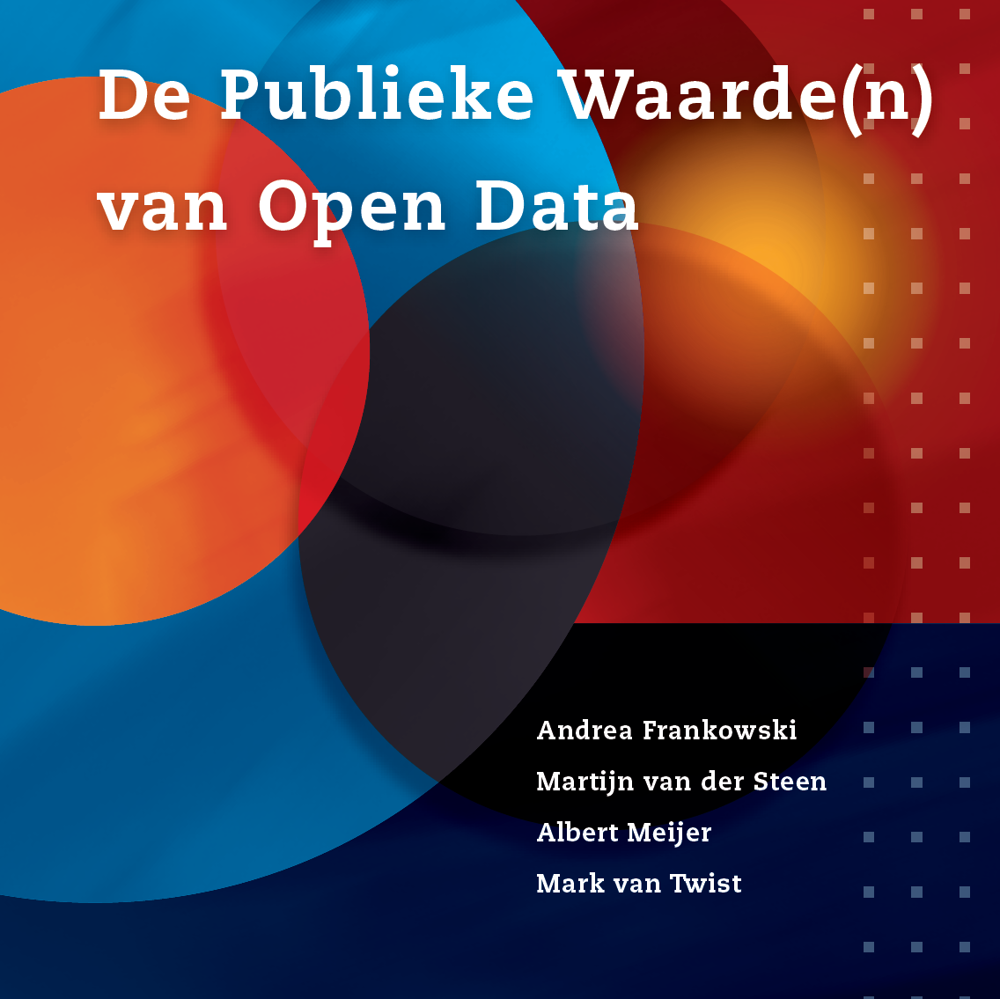 De Publieke Waarde(n)
van Open Data
Andrea Frankowski
Martijn van der Steen
Albert Meijer
Mark van Twist